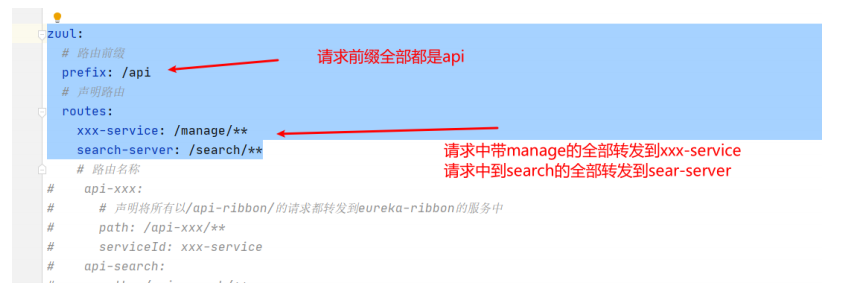 zuul:
# 路由前缀
prefix: /api
请求前缀全部都是api
# 声明路由
routes:
xxx-service: /manage/**
search-server: /search/**
请求中带manage的全部转发到xxx-service
请求中到search的全部转发到sear-server
# 路由名称
# api-xxx:
# # 声明将所有以/api-ribbon/的请求都转发到eureka-ribbon的服务中
# path: /api-xxx/**
# serviceId: xxx-service
# api-search: